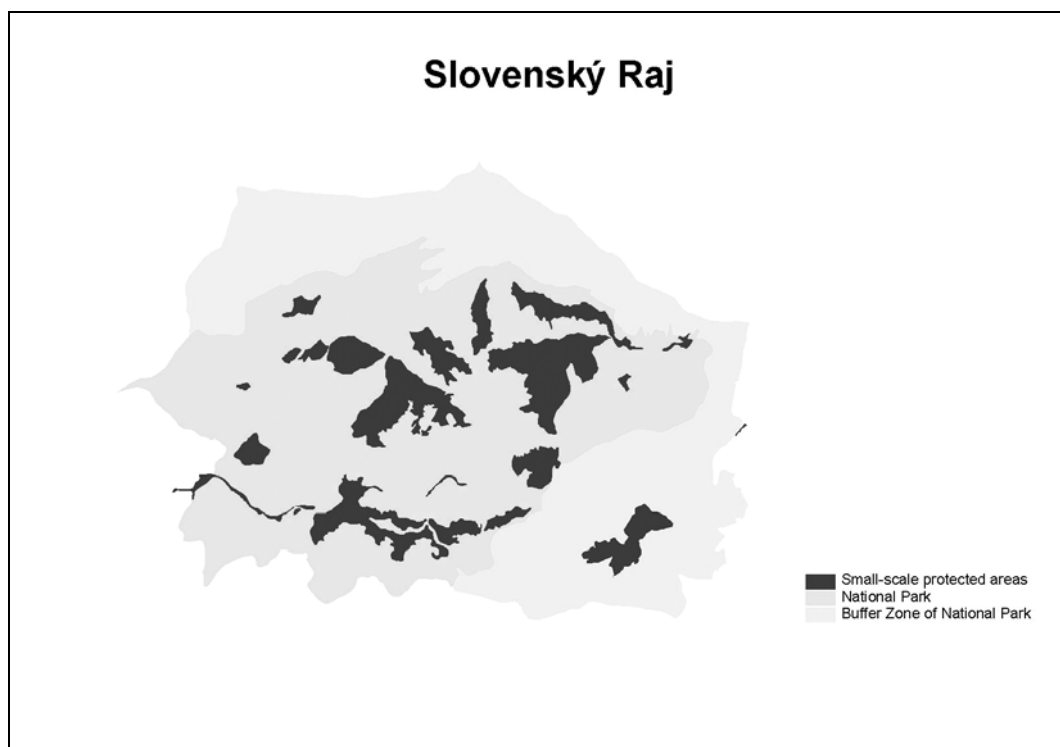 Slovenský Raj
Small-scale protected areas
National Park
Buffer Zone of National Park